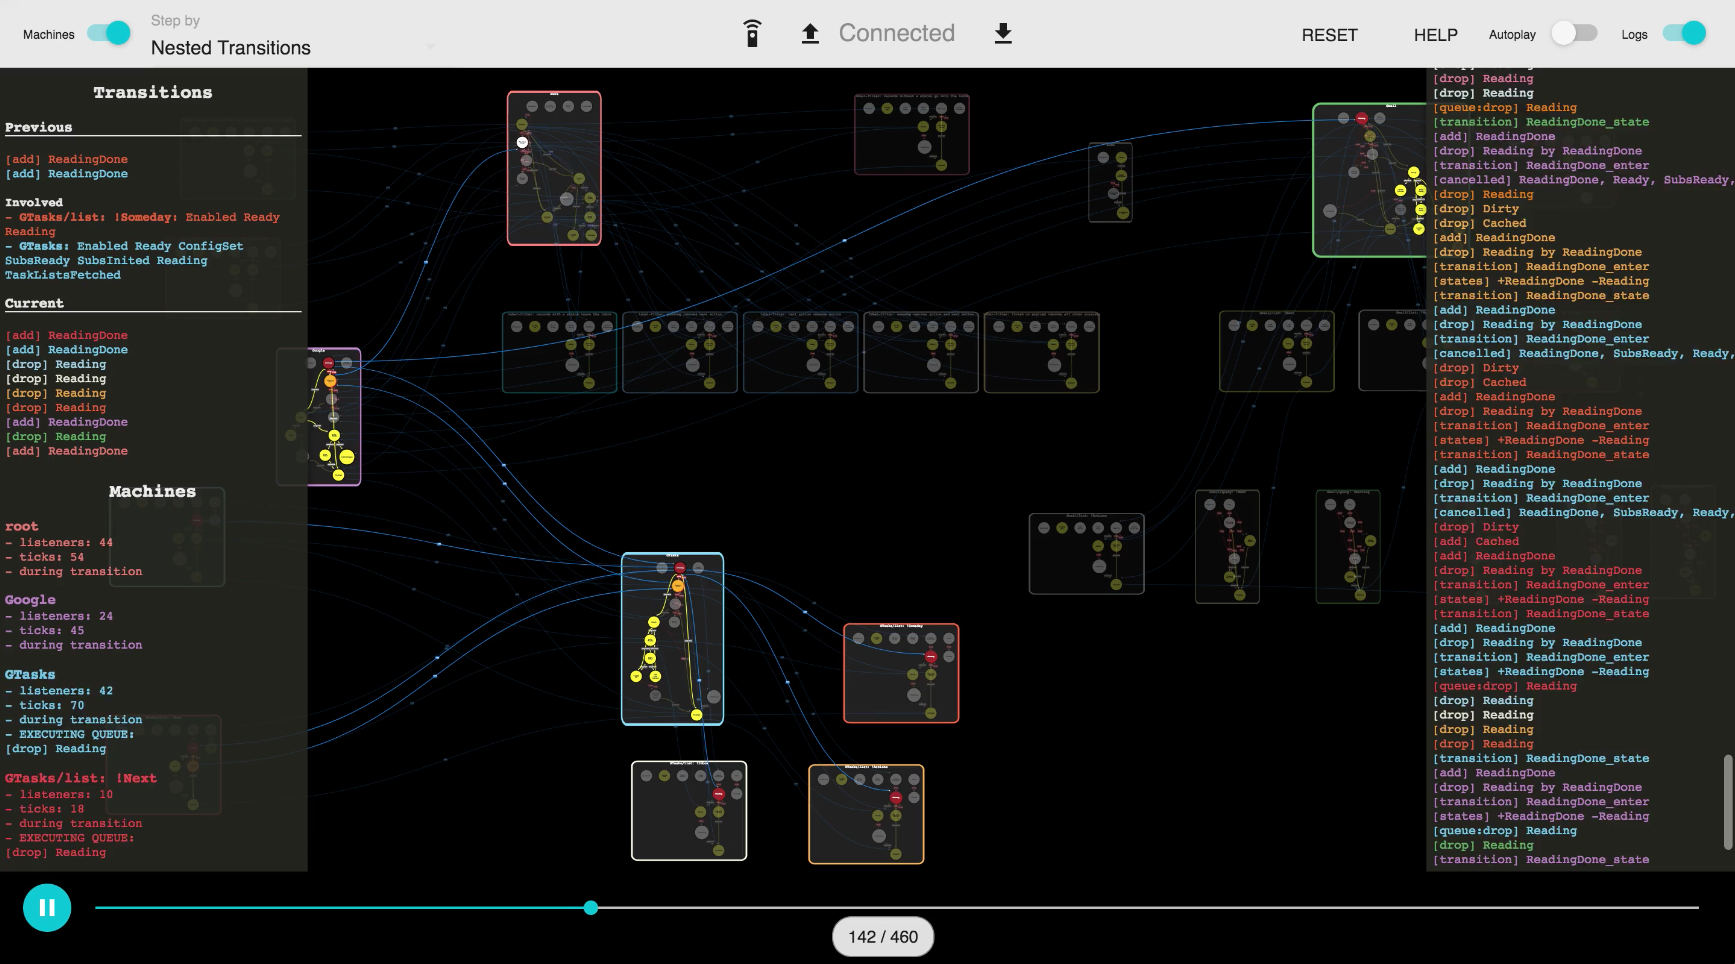 Machines
Step by
Nested Transitions
Connected
RESET
HELP
Autoplay
Logs
Transitions
Previous
[add] ReadingDone
[add] ReadingDone
Involved
- GTasks/list: !Someday: Enabled Ready
Reading
- GTasks: Enabled Ready ConfigSet
SubsReady SubsInited Reading
TaskListsFetched
Current
[add] ReadingDone
[add] ReadingDone
[drop] Reading
[drop] Reading
[drop] Reading
[drop] Reading
[add] ReadingDone
[drop] Reading
[add] ReadingDone
Machines
root
- listeners: 44
- ticks: 54
- during transition
Google
- listeners: 24
- ticks: 45
- during transition
GTasks
- listeners: 42
- ticks: 70
- during transition
- EXECUTING QUEUE:
[drop] Reading
GTasks/list: !Next
- listeners: 10
- ticks: 18
- during transition
- EXECUTING QUEUE:
[drop] Reading
Google
GTasks
GTasks/list: !Someday
[drop] Reading
[drop] Reading
[queue:drop] Reading
[transition] ReadingDone_state
[add] ReadingDone
[drop] Reading by ReadingDone
[transition] ReadingDone_enter
[cancelled] ReadingDone, Ready, SubsReady,
[drop] Reading
[drop] Dirty
[drop] Cached
[add] ReadingDone
[drop] Reading by ReadingDone
[transition] ReadingDone_enter
[states] +ReadingDone -Reading
[transition] ReadingDone_state
[add] ReadingDone
[drop] Reading by ReadingDone
[transition] ReadingDone_enter
[cancelled] ReadingDone, SubsReady, Ready,
[drop] Dirty
[drop] Cached
[add] ReadingDone
[drop] Reading by ReadingDone
[transition] ReadingDone_enter
[states] +ReadingDone -Reading
[transition] ReadingDone_state
[add] ReadingDone
[drop] Reading by ReadingDone
[transition] ReadingDone_enter
[cancelled] ReadingDone, SubsReady, Ready,
[drop] Dirty
[add] Cached
[add] ReadingDone
[drop] Reading by ReadingDone
[transition] ReadingDone_enter
[states] +ReadingDone -Reading
[transition] ReadingDone_state
[add] ReadingDone
[drop] Reading by ReadingDone
[transition] ReadingDone_enter
[states] +ReadingDone -Reading
[queue:drop] Reading
[drop] Reading
[drop] Reading
[drop] Reading
[drop] Reading
[transition] ReadingDone_state
[add] ReadingDone
[drop] Reading by ReadingDone
[transition] ReadingDone_enter
[states] +ReadingDone -Reading
[queue:drop] Reading
[drop] Reading
[transition] ReadingDone_state
142 / 460